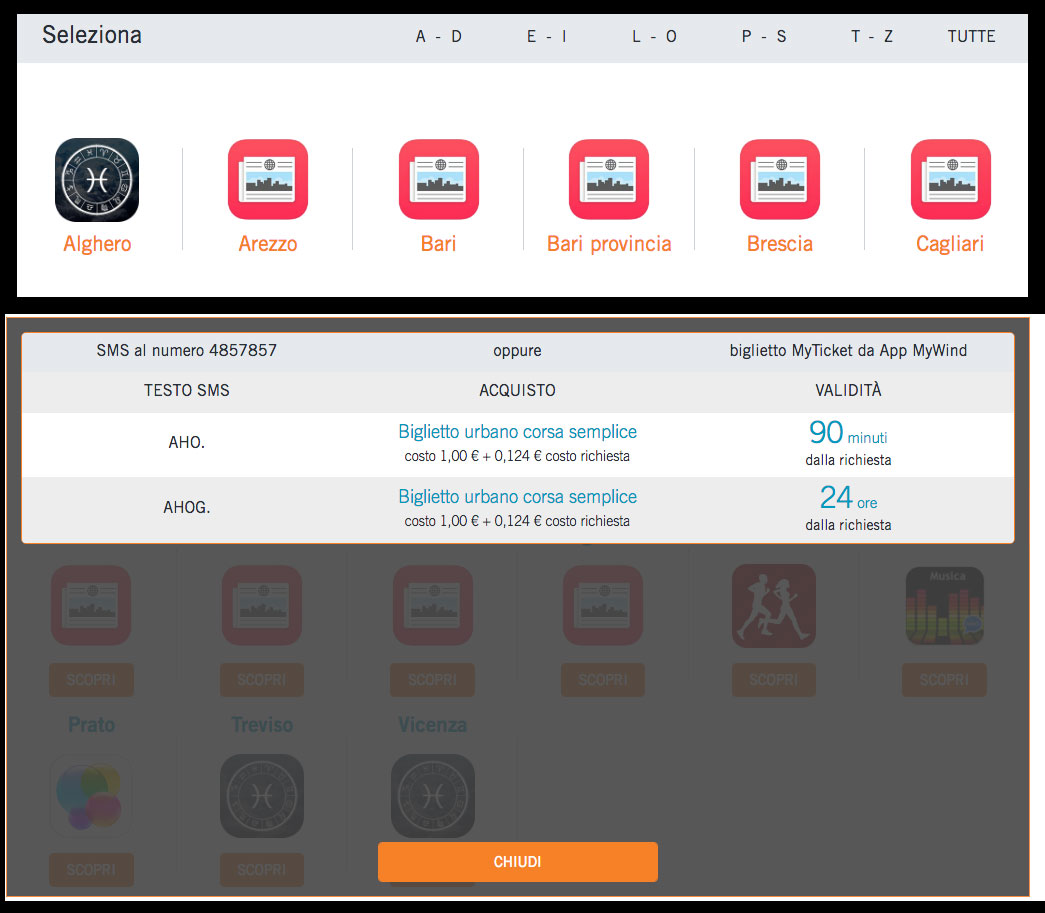 Seleziona A - D E - I L - O P - S T - Z TUTTE
Alghero Arezzo Bari Bari provincia Brescia Cagliari
SMS al numero 4857857 oppure biglietto MyTicket da App MyWind
TESTO SMS ACQUISTO VALIDITÀ
AHO. Biglietto urbano corsa semplice 90 minuti
costo 1,00 € + 0,124 € costo richiesta dalla richiesta
AHOG. Biglietto urbano corsa semplice 24 ore
costo 1,00 € + 0,124 € costo richiesta dalla richiesta
Musica
SCOPRI SCOPRI SCOPRI SCOPRI SCOPRI SCOPRI
Prato Treviso Vicenza
CHIUDI
SCOPRI SCOPRI